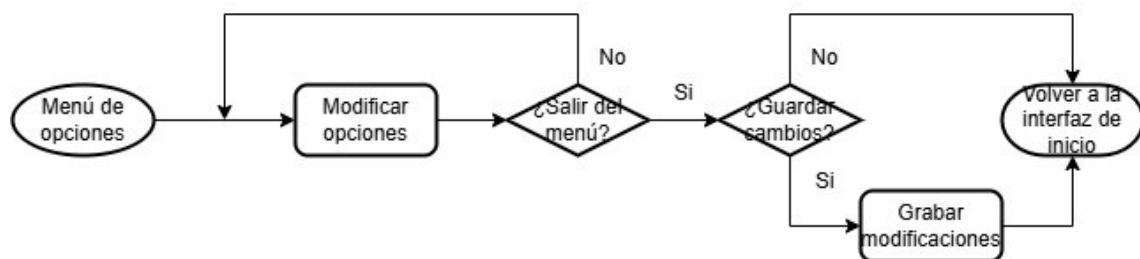 Menú de
opciones
Modificar
opciones
No
¿Salir del
menú?
Si
No
¿Guardar
cambios?
Si
Grabar
modificaciones
Volver a la
interfaz de
inicio